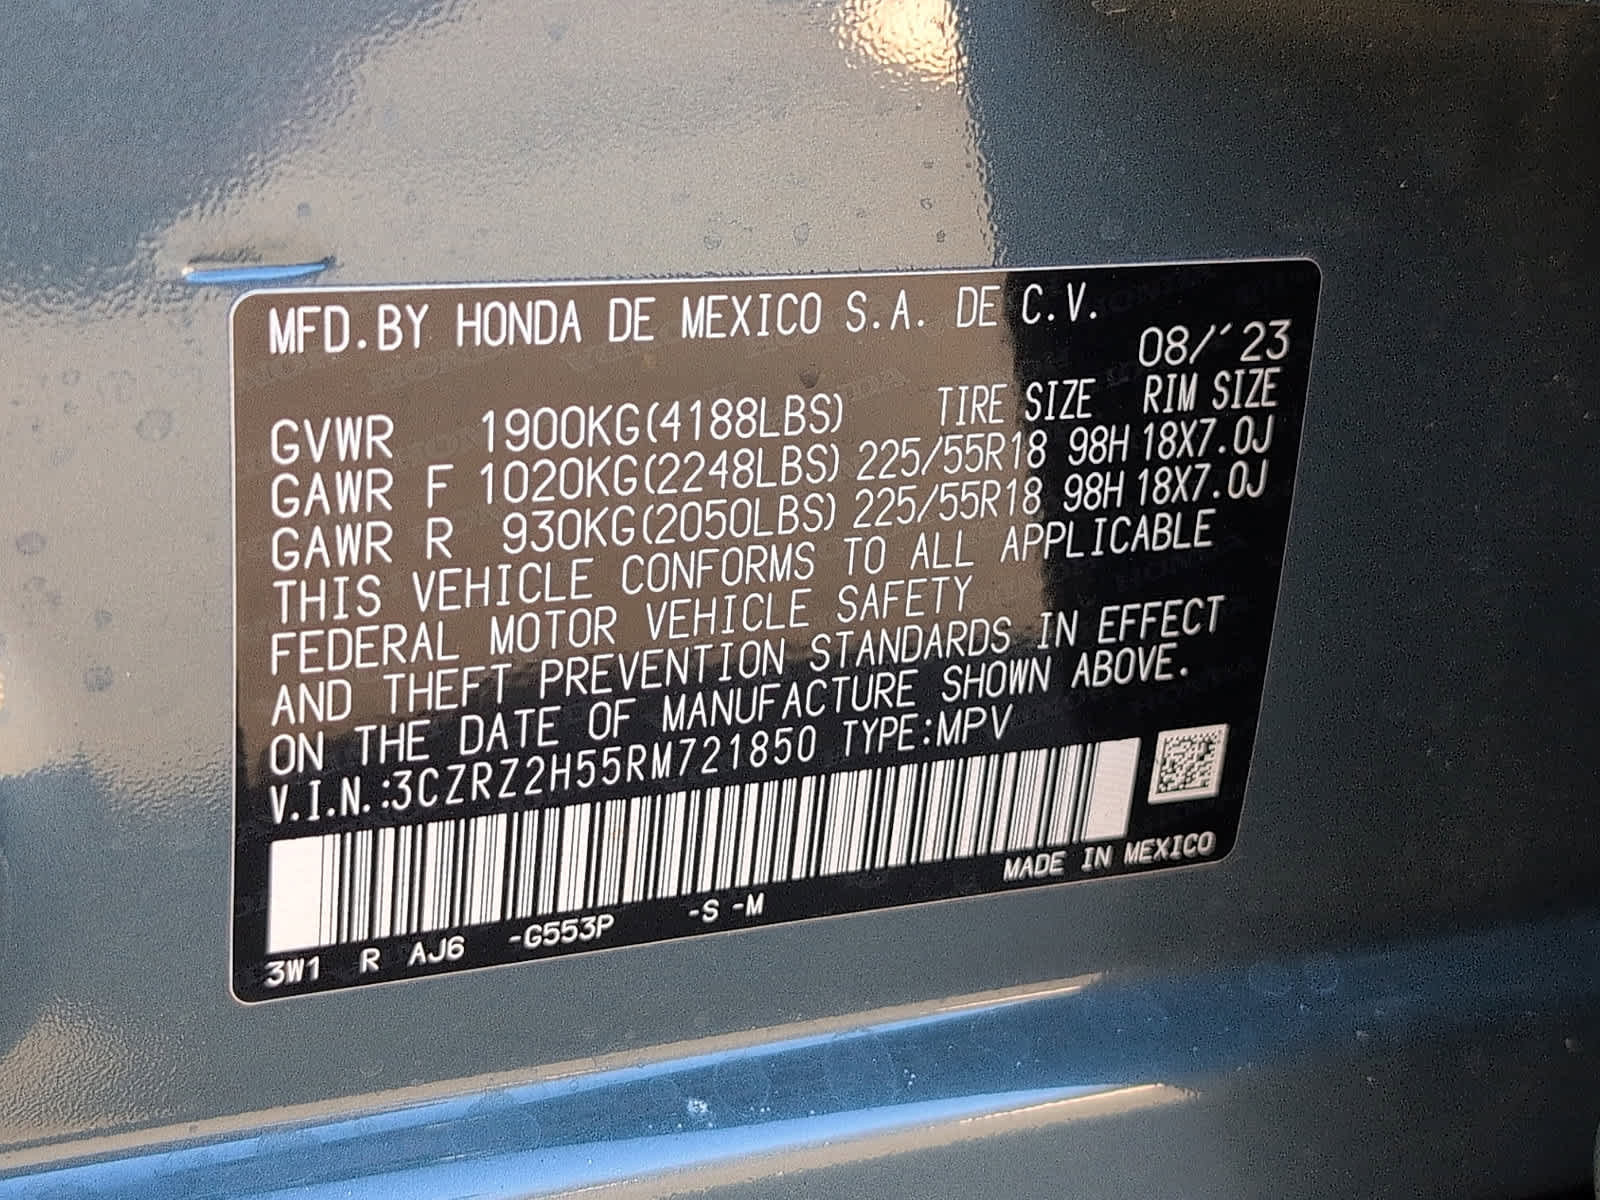 MFD.BY HONDA DE MEXICO S.A. DE C.V.
08/´23
TIRE SIZE RIM SIZE
GVWR 1900KG(4188LBS)
GAWR F 1020KG(2248LBS) 225/55R18 98H 18X7.0J
GAWR R 930KG(2050LBS) 225/55R18 98H 18X7.0J
THIS VEHICLE CONFORMS TO ALL APPLICABLE
FEDERAL MOTOR VEHICLE SAFETY
AND THEFT PREVENTION STANDARDS IN EFFECT
ON THE DATE OF MANUFACTURE SHOWN ABOVE.
V.I.N.:3CZRZ2H55RM721850 TYPE:MPV
MADE IN MEXICO
3W1 R AJ6 -G553P -S -M